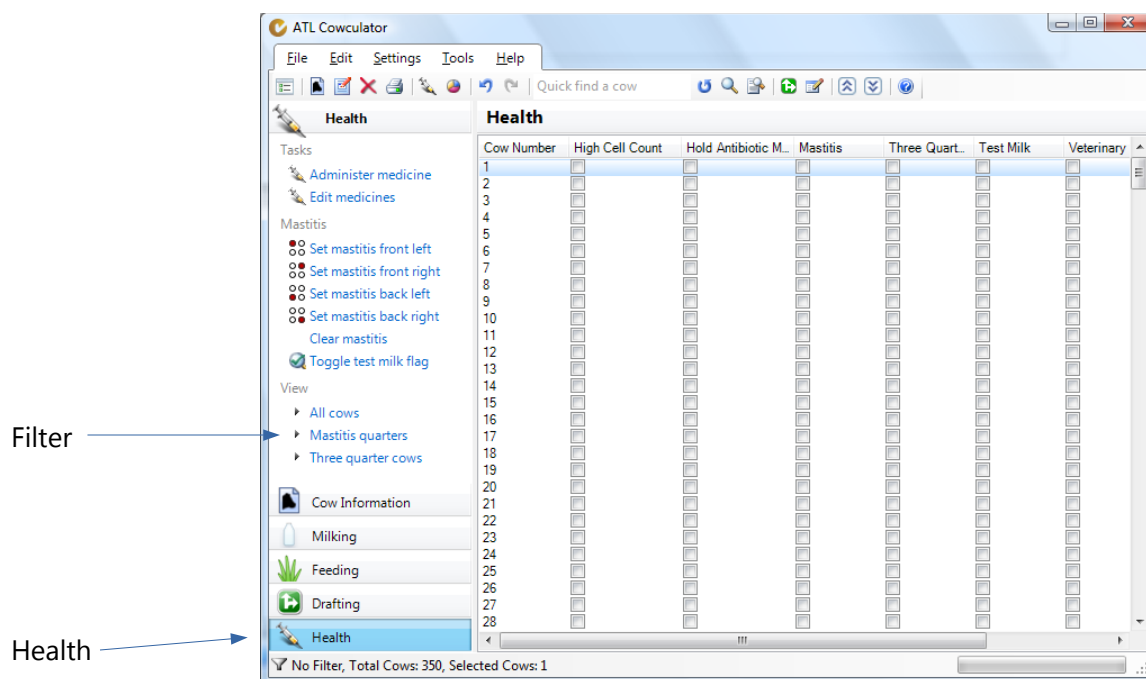 ATL Cowculator
File Edit Settings Tools Help
Quick find a cow
Health
Tasks
Administer medicine
Edit medicines
Mastitis
Set mastitis front left
Set mastitis front right
Set mastitis back left
Set mastitis back right
Clear mastitis
Toggle test milk flag
View
All cows
Mastitis quarters
Three quarter cows
Cow Information
Milking
Feeding
Drafting
Health
Health
Cow Number High Cell Count Hold Antibiotic M... Mastitis Three Quart... Test Milk Veterinary
1
2
3
4
5
6
7
8
9
10
11
12
13
14
15
16
17
18
19
20
21
22
23
24
25
26
27
28
No Filter, Total Cows: 350, Selected Cows: 1
Filter
Health